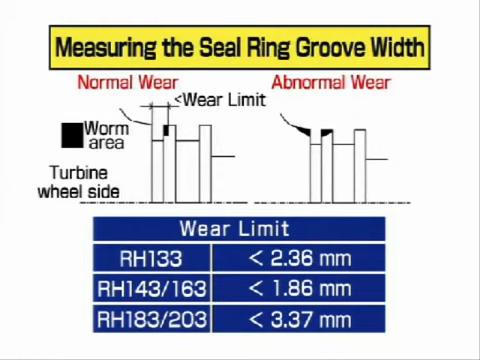 Measuring the Seal Ring Groove Width
Normal Wear
Abnormal Wear
<Wear Limit
Worm
area
Turbine
wheel side
Wear Limit
RH133 < 2.36 mm
RH143/163 < 1.86 mm
RH183/203 < 3.37 mm